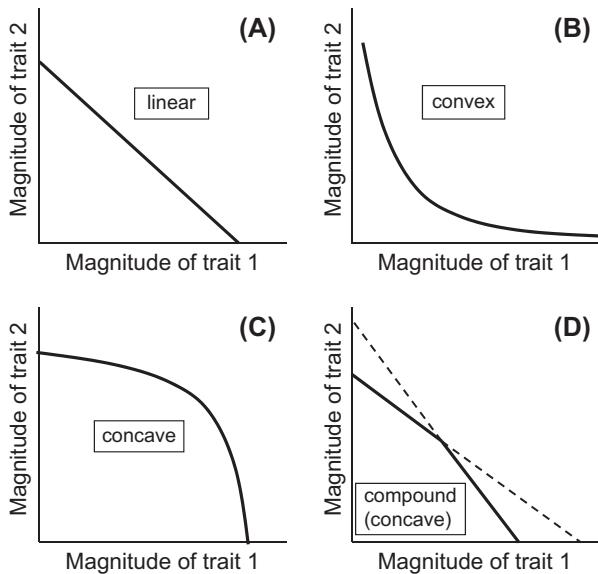 (A)
Magnitude of trait 2
linear
Magnitude of trait 1
(B)
Magnitude of trait 2
convex
Magnitude of trait 1
(C)
Magnitude of trait 2
concave
Magnitude of trait 1
(D)
Magnitude of trait 2
compound
(concave)
Magnitude of trait 1